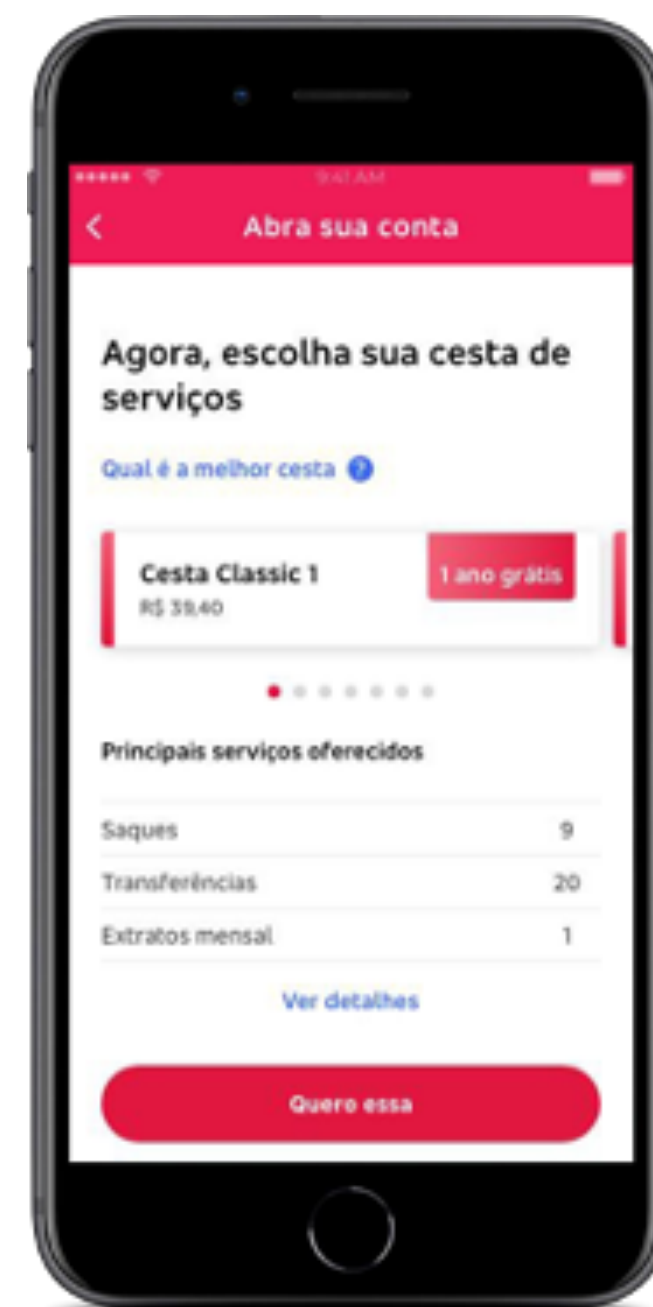 9:41 AM
Abra sua conta
Agora, escolha sua cesta de
serviços
Qual é a melhor cesta ?
Cesta Classic 1
1 ano grátis
R$ 39,40
Principais serviços oferecidos
Saques 9
Transferências 20
Extratos mensal 1
Ver detalhes
Quero essa